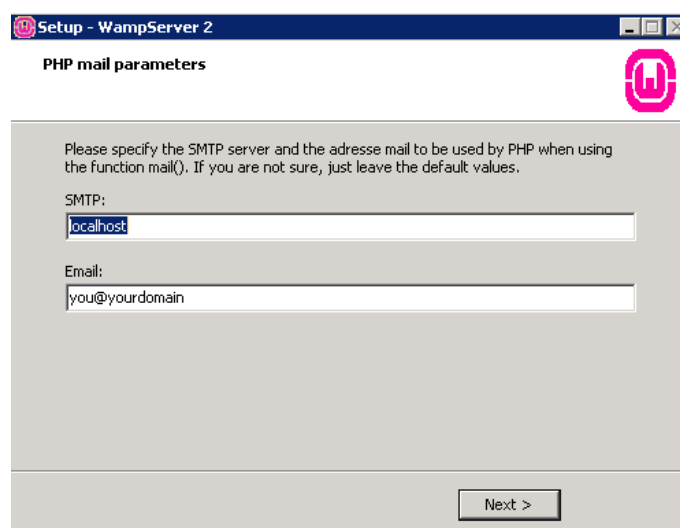 Setup - WampServer 2
PHP mail parameters
Please specify the SMTP server and the adresse mail to be used by PHP when using
the function mail(). If you are not sure, just leave the default values.
SMTP:
localhost
Email:
you@yourdomain
Next >